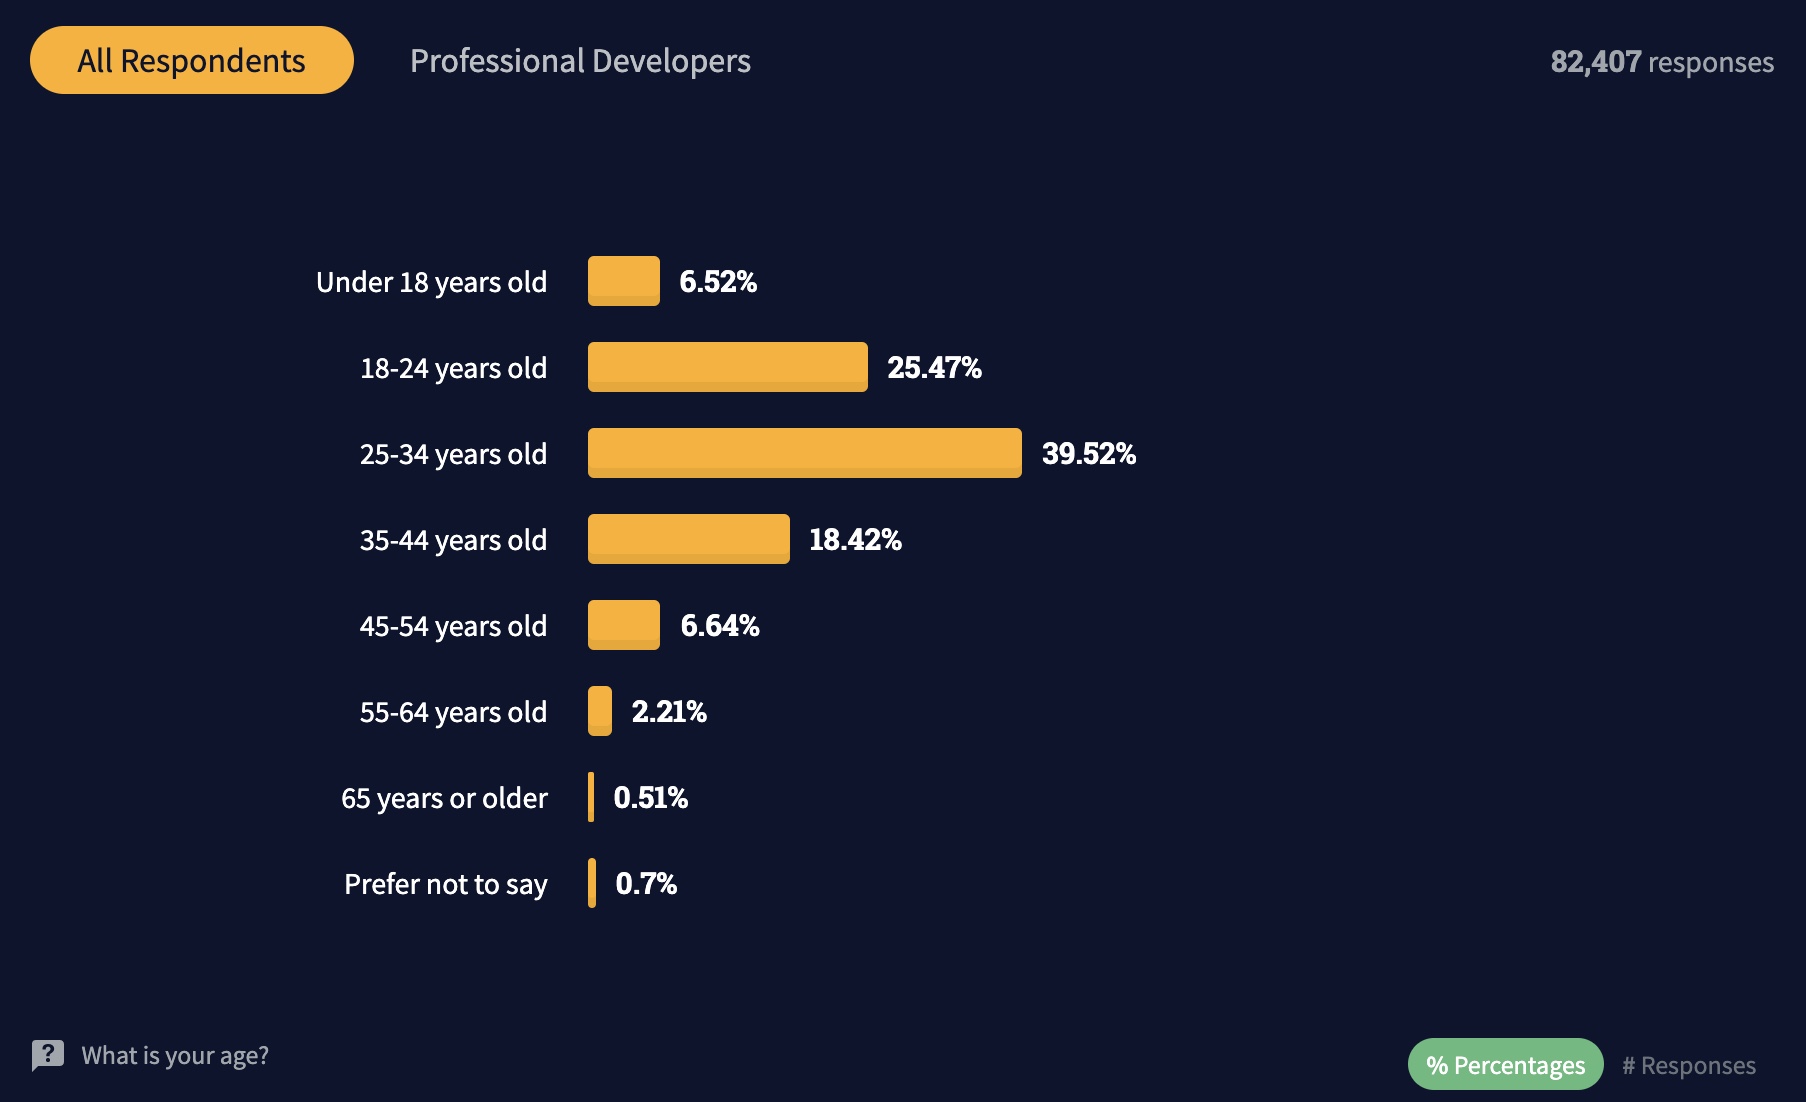 All Respondents Professional Developers 82,407 responses
Under 18 years old 6.52%
18-24 years old 25.47%
25-34 years old 39.52%
35-44 years old 18.42%
45-54 years old 6.64%
55-64 years old 2.21%
65 years or older 0.51%
Prefer not to say 0.7%
? What is your age? % Percentages # Responses